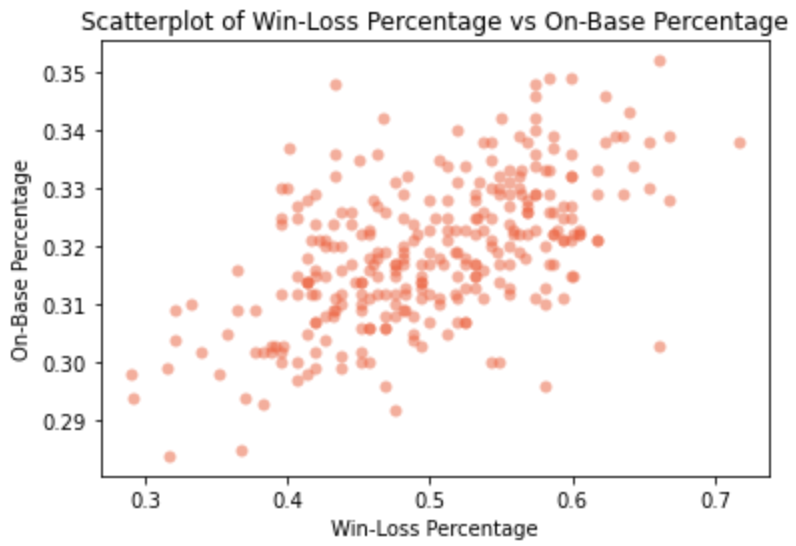 Scatterplot of Win-Loss Percentage vs On-Base Percentage
0.35
0.34
0.33
0.32
0.31
0.30
0.29
On-Base Percentage
0.3 0.4 0.5 0.6 0.7
Win-Loss Percentage